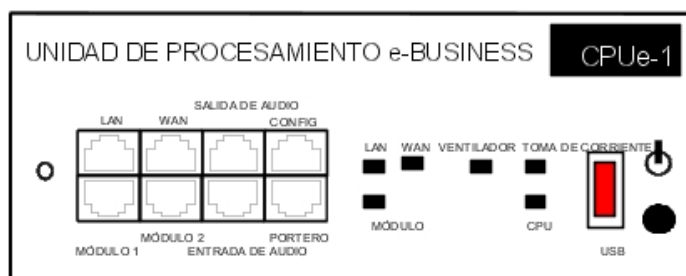 UNIDAD DE PROCESAMIENTO e-BUSINESS
CPUe-1
SALIDA DE AUDIO
LAN WAN CONFIG
LAN WAN VENTILADOR TOMA DE CORRIENTE
MÓDULO CPU
MÓDULO 2 PORTERO
MÓDULO 1 ENTRADA DE AUDIO
USB